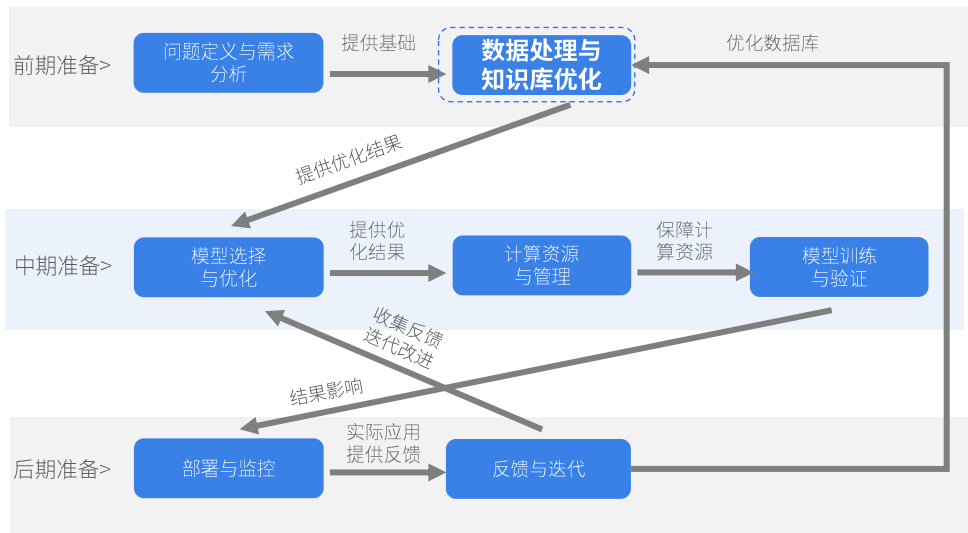 前期准备>
问题定义与需求
分析
提供基础
数据处理与
知识库优化
优化数据库
提供优化结果
中期准备>
模型选择
与优化
提供优
化结果
计算资源
与管理
保障计
算资源
模型训练
与验证
收集反馈
迭代改进
结果影响
后期准备>
部署与监控
实际应用
提供反馈
反馈与迭代